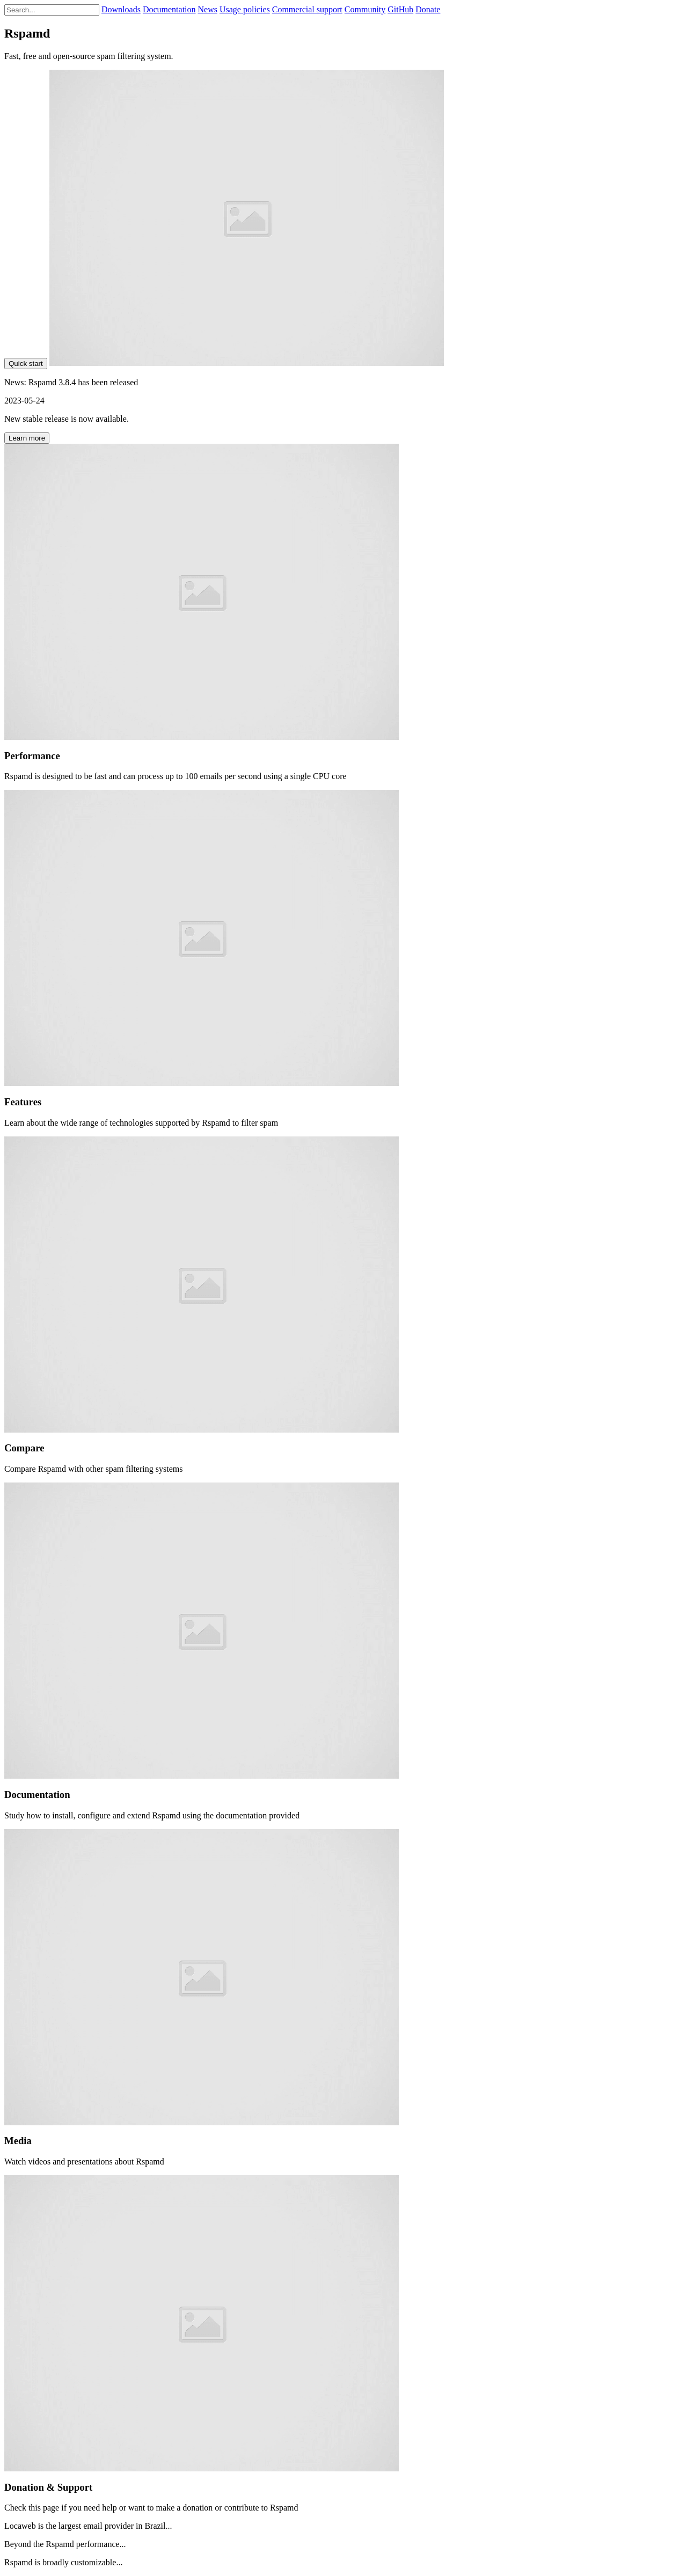 Search... Downloads Documentation News Usage policies Commercial support Community GitHub Donate
Rspamd
Fast, free and open-source spam filtering system.
Quick start
News: Rspamd 3.8.4 has been released
2023-05-24
New stable release is now available.
Learn more
Performance
Rspamd is designed to be fast and can process up to 100 emails per second using a single CPU core
Features
Learn about the wide range of technologies supported by Rspamd to filter spam
Compare
Compare Rspamd with other spam filtering systems
Documentation
Study how to install, configure and extend Rspamd using the documentation provided
Media
Watch videos and presentations about Rspamd
Donation & Support
Check this page if you need help or want to make a donation or contribute to Rspamd
Locaweb is the largest email provider in Brazil...
Beyond the Rspamd performance...
Rspamd is broadly customizable...